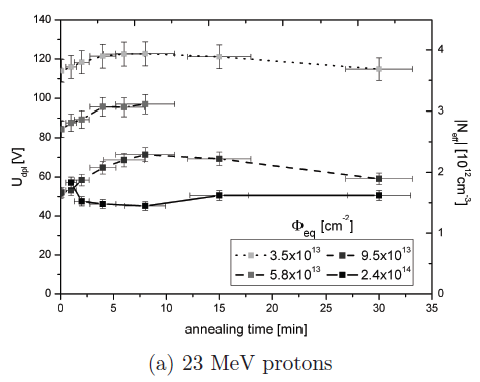 140
120
100
80
60
40
20
0
U_dpl [V]
4
3
2
1
|N_eff| [10^12 cm^-3]
Φ_eq [cm^-2]
3.5x10^13 9.5x10^13
5.8x10^13 2.4x10^14
0 5 10 15 20 25 30 35
annealing time [min]
(a) 23 MeV protons